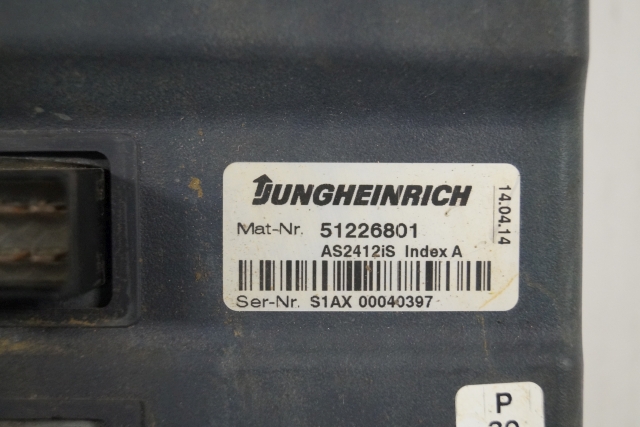 JUNGHEINRICH
14.04.14
Mat-Nr. 51226801
AS2412iS Index A
Ser-Nr. S1AX 00040397
P